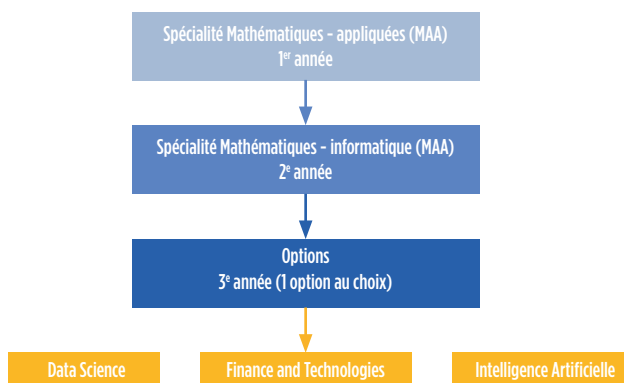 Spécialité Mathématiques - appliquées (MAA)
1er année
Spécialité Mathématiques - informatique (MAA)
2e année
Options
3e année (1 option au choix)
Data Science
Finance and Technologies
Intelligence Artificielle